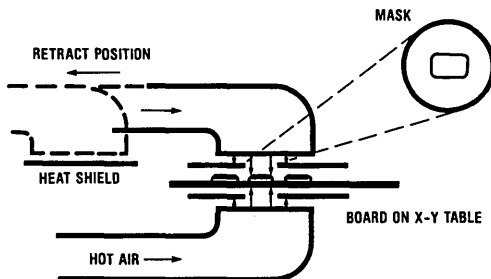 MASK
RETRACT POSITION
HEAT SHIELD
BOARD ON X-Y TABLE
HOT AIR